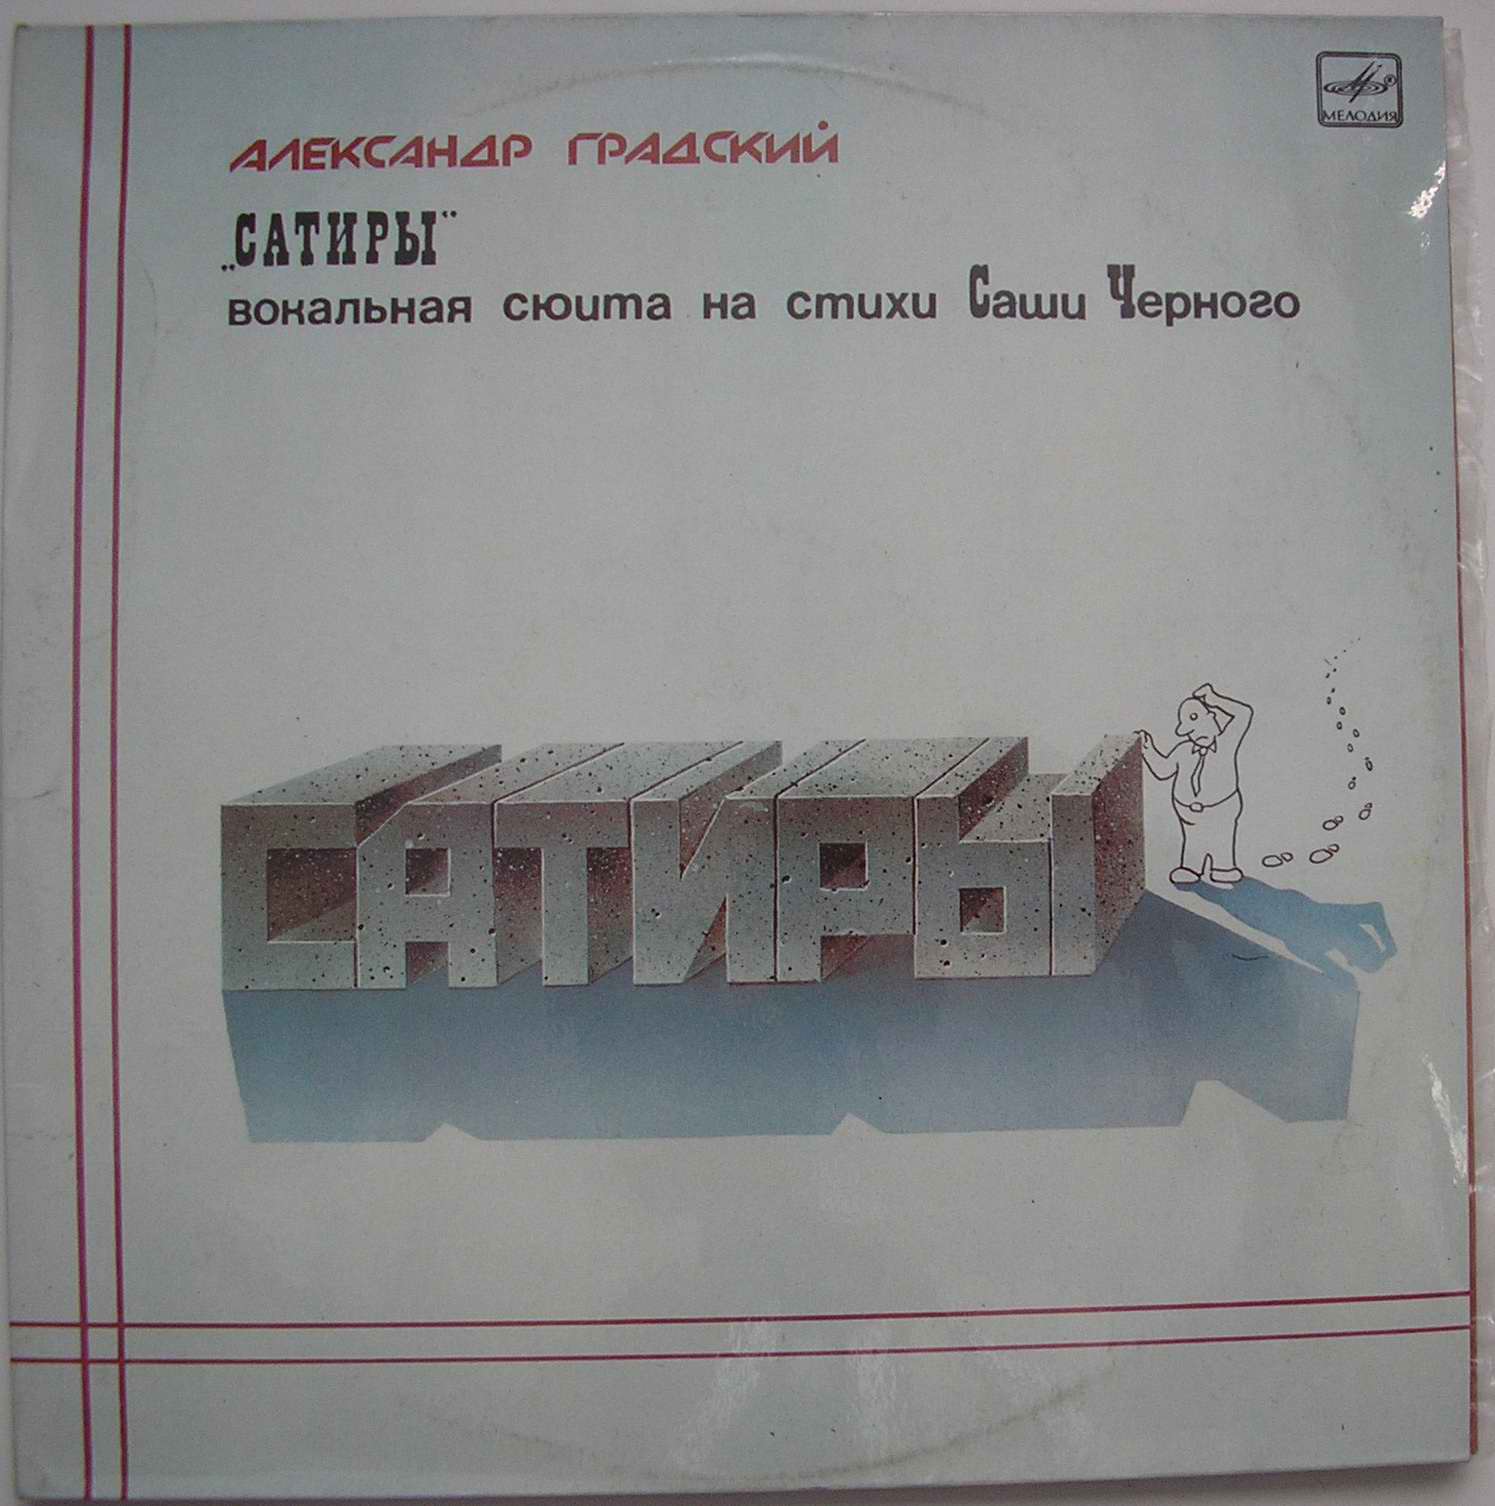 МЕЛОДИЯ
АЛЕКСАНДР ГРАДСКИЙ
„САТИРЫ“
вокальная сюита на стихи Саши Черного
САТИРЫ